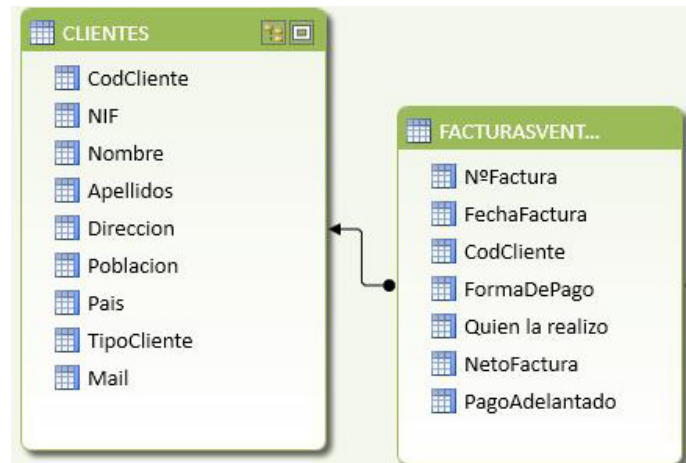 CLIENTES
CodCliente
NIF
Nombre
Apellidos
Direccion
Poblacion
Pais
TipoCliente
Mail
FACTURASVENT...
NºFactura
FechaFactura
CodCliente
FormaDePago
Quien la realizo
NetoFactura
PagoAdelantado